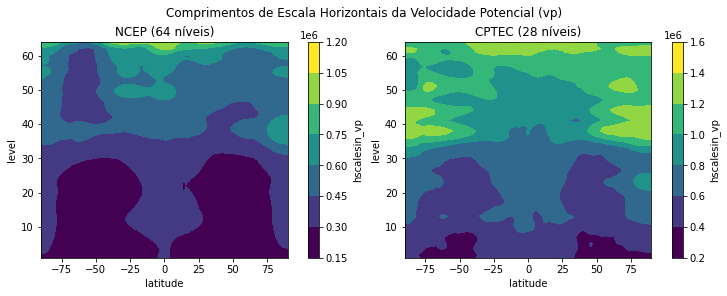 Comprimentos de Escala Horizontais da Velocidade Potencial (vp)
NCEP (64 níveis)
1e6
level
60
50
40
30
20
10
−75 −50 −25 0 25 50 75
latitude
1.20
1.05
0.90
0.75
0.60
0.45
0.30
0.15
hscalesin_vp
CPTEC (28 níveis)
1e6
level
60
50
40
30
20
10
−75 −50 −25 0 25 50 75
latitude
1.6
1.4
1.2
1.0
0.8
0.6
0.4
0.2
hscalesin_vp